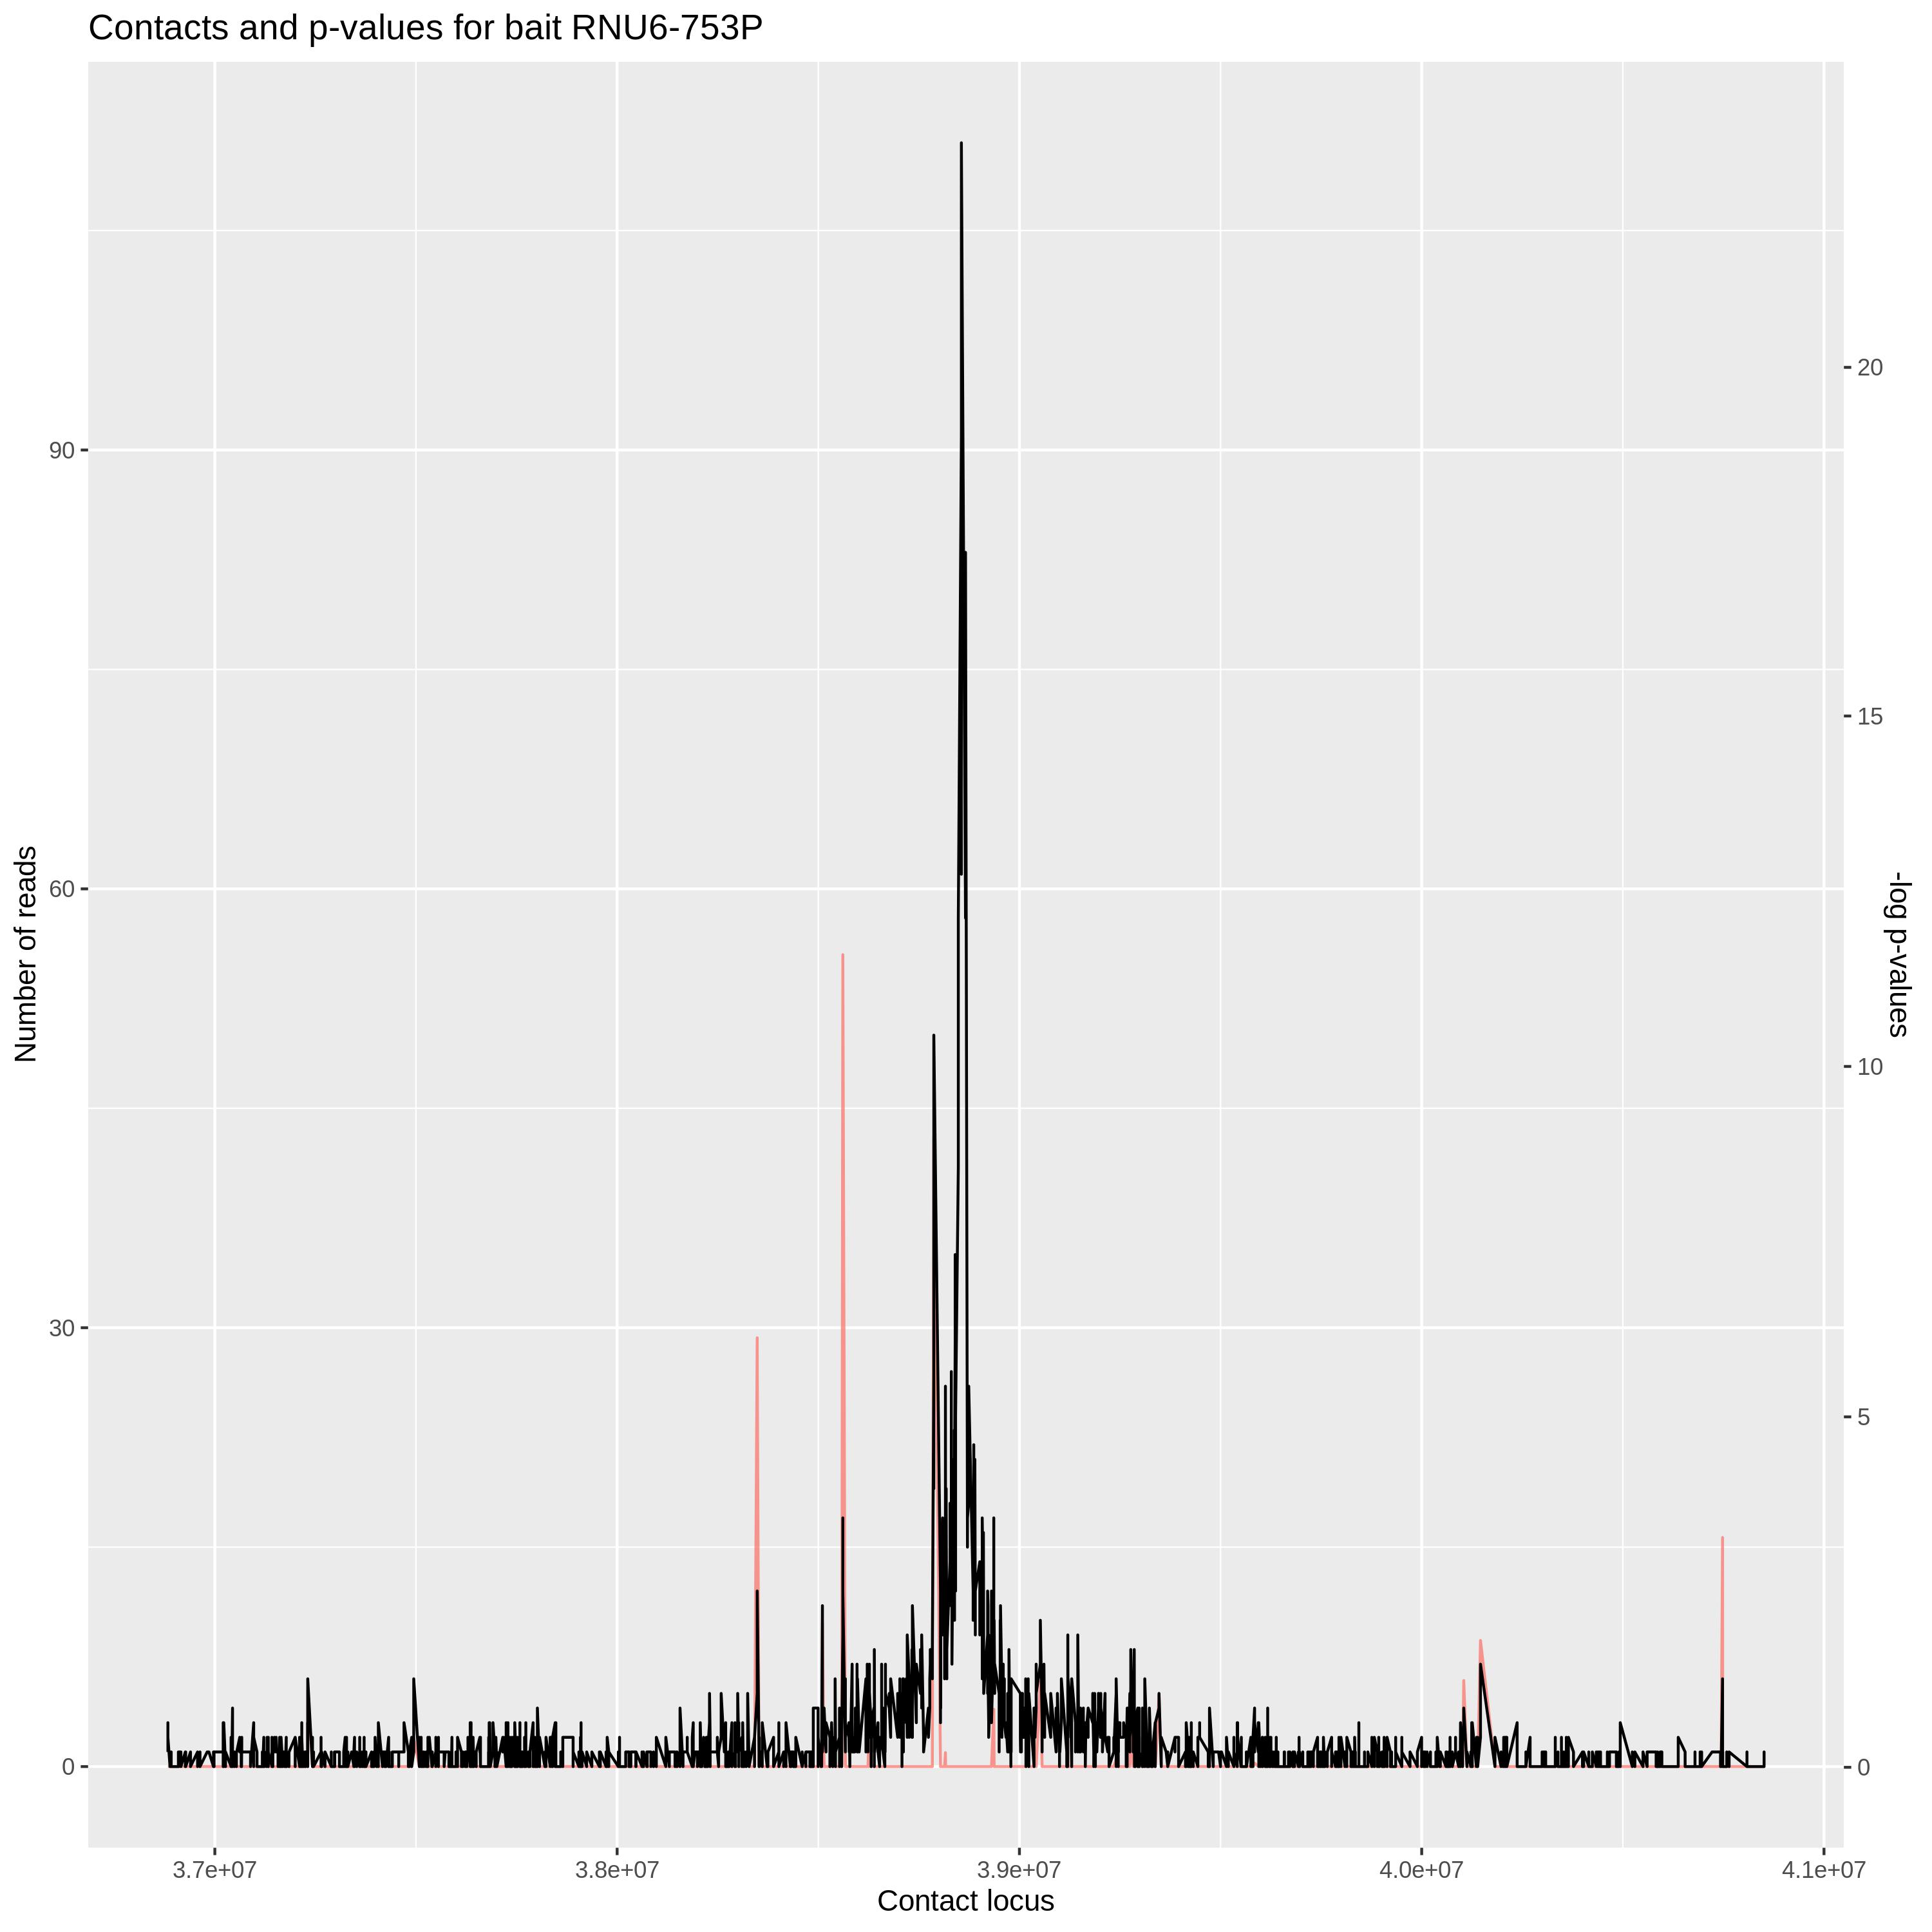 Contacts and p-values for bait RNU6-753P
Number of reads
90
60
30
0
20
15
10
5
0
-log p-values
3.7e+07 3.8e+07 3.9e+07 4.0e+07 4.1e+07
Contact locus